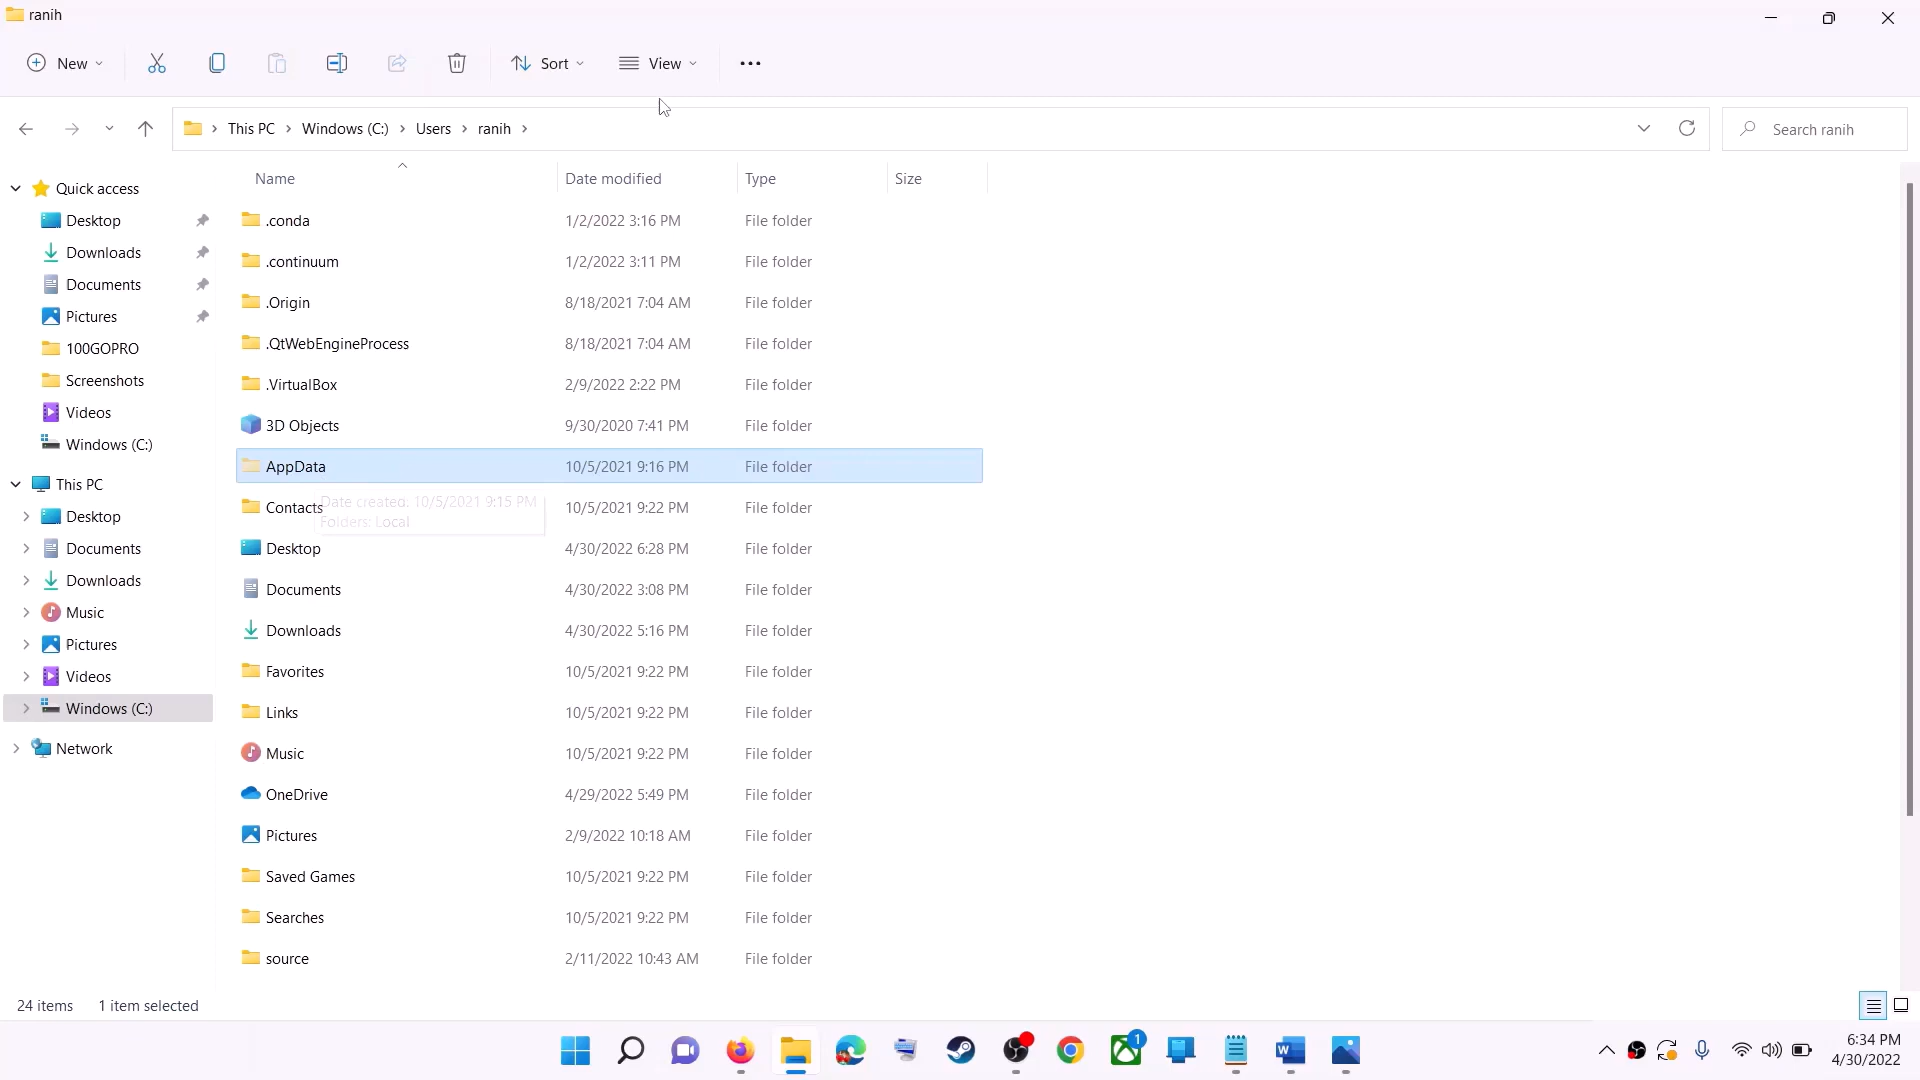 ranih
New
Sort
View
This PC
Windows (C:)
Users
ranih
Search ranih
Name
Date modified
Type
Size
Quick access
Desktop
Downloads
Documents
Pictures
100GOPRO
Screenshots
Videos
Windows (C:)
This PC
Desktop
Documents
Downloads
Music
Pictures
Videos
Windows (C:)
Network
.conda 1/2/2022 3:16 PM File folder
.continuum 1/2/2022 3:11 PM File folder
.Origin 8/18/2021 7:04 AM File folder
.QtWebEngineProcess 8/18/2021 7:04 AM File folder
.VirtualBox 2/9/2022 2:22 PM File folder
3D Objects 9/30/2020 7:41 PM File folder
AppData 10/5/2021 9:16 PM File folder
Date created: 10/5/2021 9:15 PM
Folders: Local
Contacts 10/5/2021 9:22 PM File folder
Desktop 4/30/2022 6:28 PM File folder
Documents 4/30/2022 3:08 PM File folder
Downloads 4/30/2022 5:16 PM File folder
Favorites 10/5/2021 9:22 PM File folder
Links 10/5/2021 9:22 PM File folder
Music 10/5/2021 9:22 PM File folder
OneDrive 4/29/2022 5:49 PM File folder
Pictures 2/9/2022 10:18 AM File folder
Saved Games 10/5/2021 9:22 PM File folder
Searches 10/5/2021 9:22 PM File folder
source 2/11/2022 10:43 AM File folder
24 items 1 item selected
1
W
6:34 PM
4/30/2022